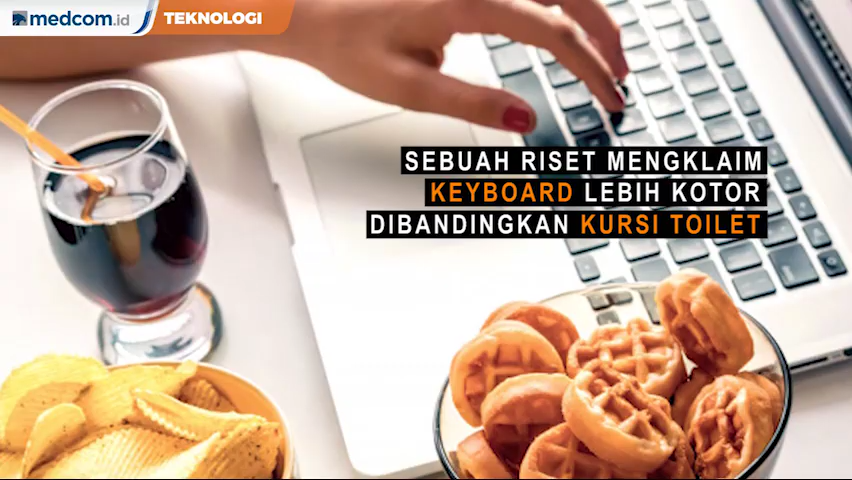 medcom.id TEKNOLOGI
SEBUAH RISET MENGKLAIM
KEYBOARD LEBIH KOTOR
DIBANDINGKAN KURSI TOILET